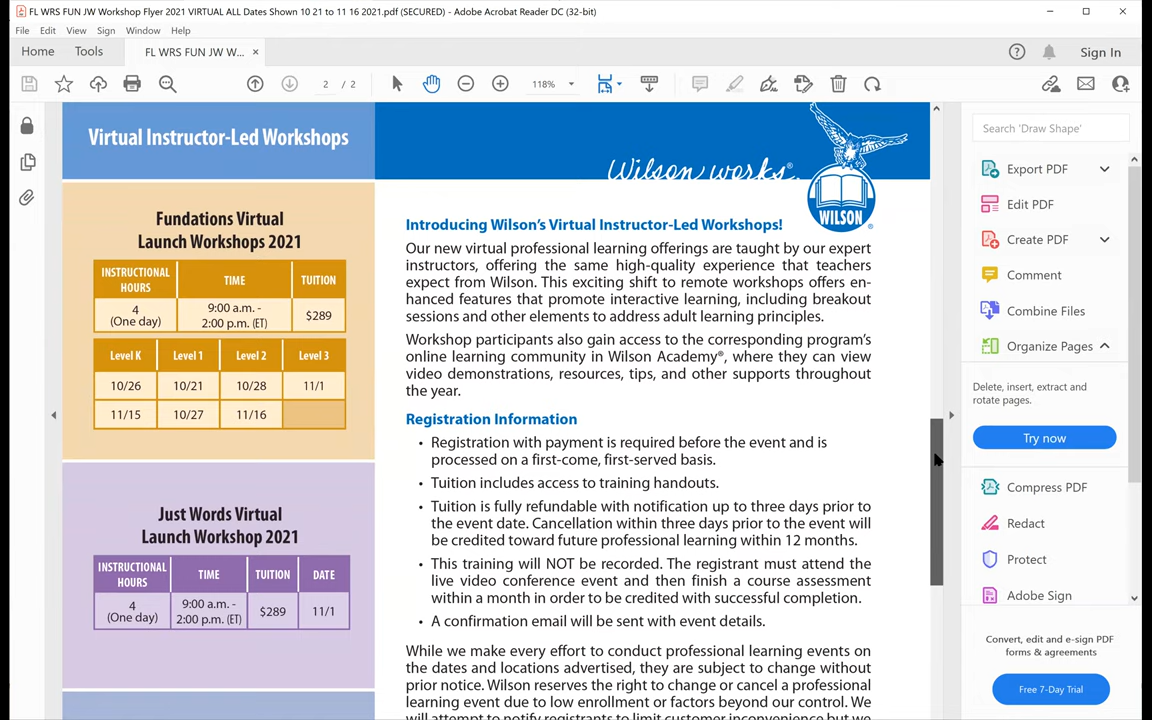 FL WRS FUN JW Workshop Flyer 2021 VIRTUAL ALL Dates Shown 10 21 to 11 16 2021.pdf (SECURED) - Adobe Acrobat Reader DC (32-bit)
File Edit View Sign Window Help
Home Tools FL WRS FUN JW W... × Sign In
2 / 2 118%
Virtual Instructor-Led Workshops
Wilson works®.
WILSON ®
Fundations Virtual
Launch Workshops 2021
INSTRUCTIONAL HOURS TIME TUITION
4 (One day) 9:00 a.m. - 2:00 p.m. (ET) $289
Level K Level 1 Level 2 Level 3
10/26 10/21 10/28 11/1
11/15 10/27 11/16
Just Words Virtual
Launch Workshop 2021
INSTRUCTIONAL HOURS TIME TUITION DATE
4 (One day) 9:00 a.m. - 2:00 p.m. (ET) $289 11/1
Introducing Wilson's Virtual Instructor-Led Workshops!
Our new virtual professional learning offerings are taught by our expert
instructors, offering the same high-quality experience that teachers
expect from Wilson. This exciting shift to remote workshops offers en-
hanced features that promote interactive learning, including breakout
sessions and other elements to address adult learning principles.
Workshop participants also gain access to the corresponding program's
online learning community in Wilson Academy®, where they can view
video demonstrations, resources, tips, and other supports throughout
the year.
Registration Information
• Registration with payment is required before the event and is
processed on a first-come, first-served basis.
• Tuition includes access to training handouts.
• Tuition is fully refundable with notification up to three days prior to
the event date. Cancellation within three days prior to the event will
be credited toward future professional learning within 12 months.
• This training will NOT be recorded. The registrant must attend the
live video conference event and then finish a course assessment
within a month in order to be credited with successful completion.
• A confirmation email will be sent with event details.
While we make every effort to conduct professional learning events on
the dates and locations advertised, they are subject to change without
prior notice. Wilson reserves the right to change or cancel a professional
learning event due to low enrollment or factors beyond our control. We
will attempt to notify registrants to limit customer inconvenience but we
Search 'Draw Shape'
Export PDF
Edit PDF
Create PDF
Comment
Combine Files
Organize Pages
Delete, insert, extract and
rotate pages.
Try now
Compress PDF
Redact
Protect
Adobe Sign
Convert, edit and e-sign PDF
forms & agreements
Free 7-Day Trial